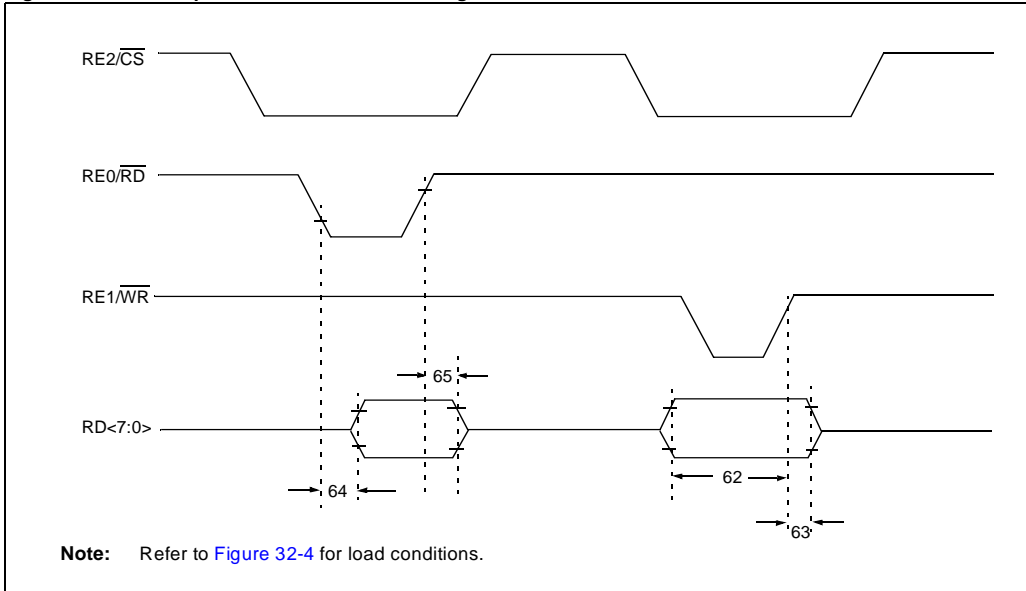 RE2/CS
RE0/RD
RE1/WR
65
RD<7:0>
62
64
63
Note: Refer to Figure 32-4 for load conditions.